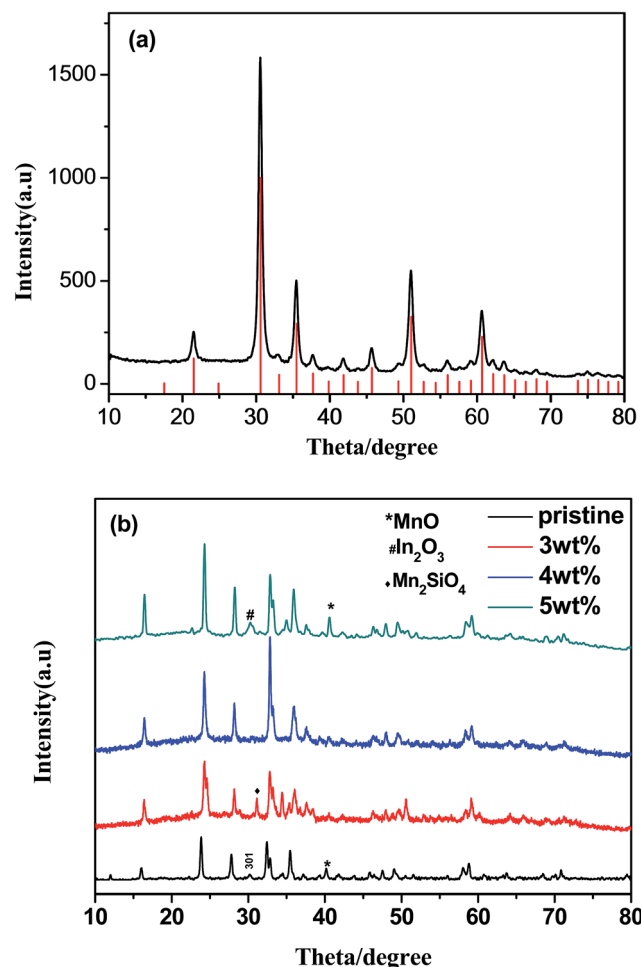 (a)
Intensity(a.u)
1500
1000
500
0
10 20 30 40 50 60 70 80
Theta/degree
(b)
*MnO
#In₂O₃
♦Mn₂SiO₄
pristine
3wt%
4wt%
5wt%
#
*
♦
301
*
Intensity(a.u)
10 20 30 40 50 60 70 80
Theta/degree